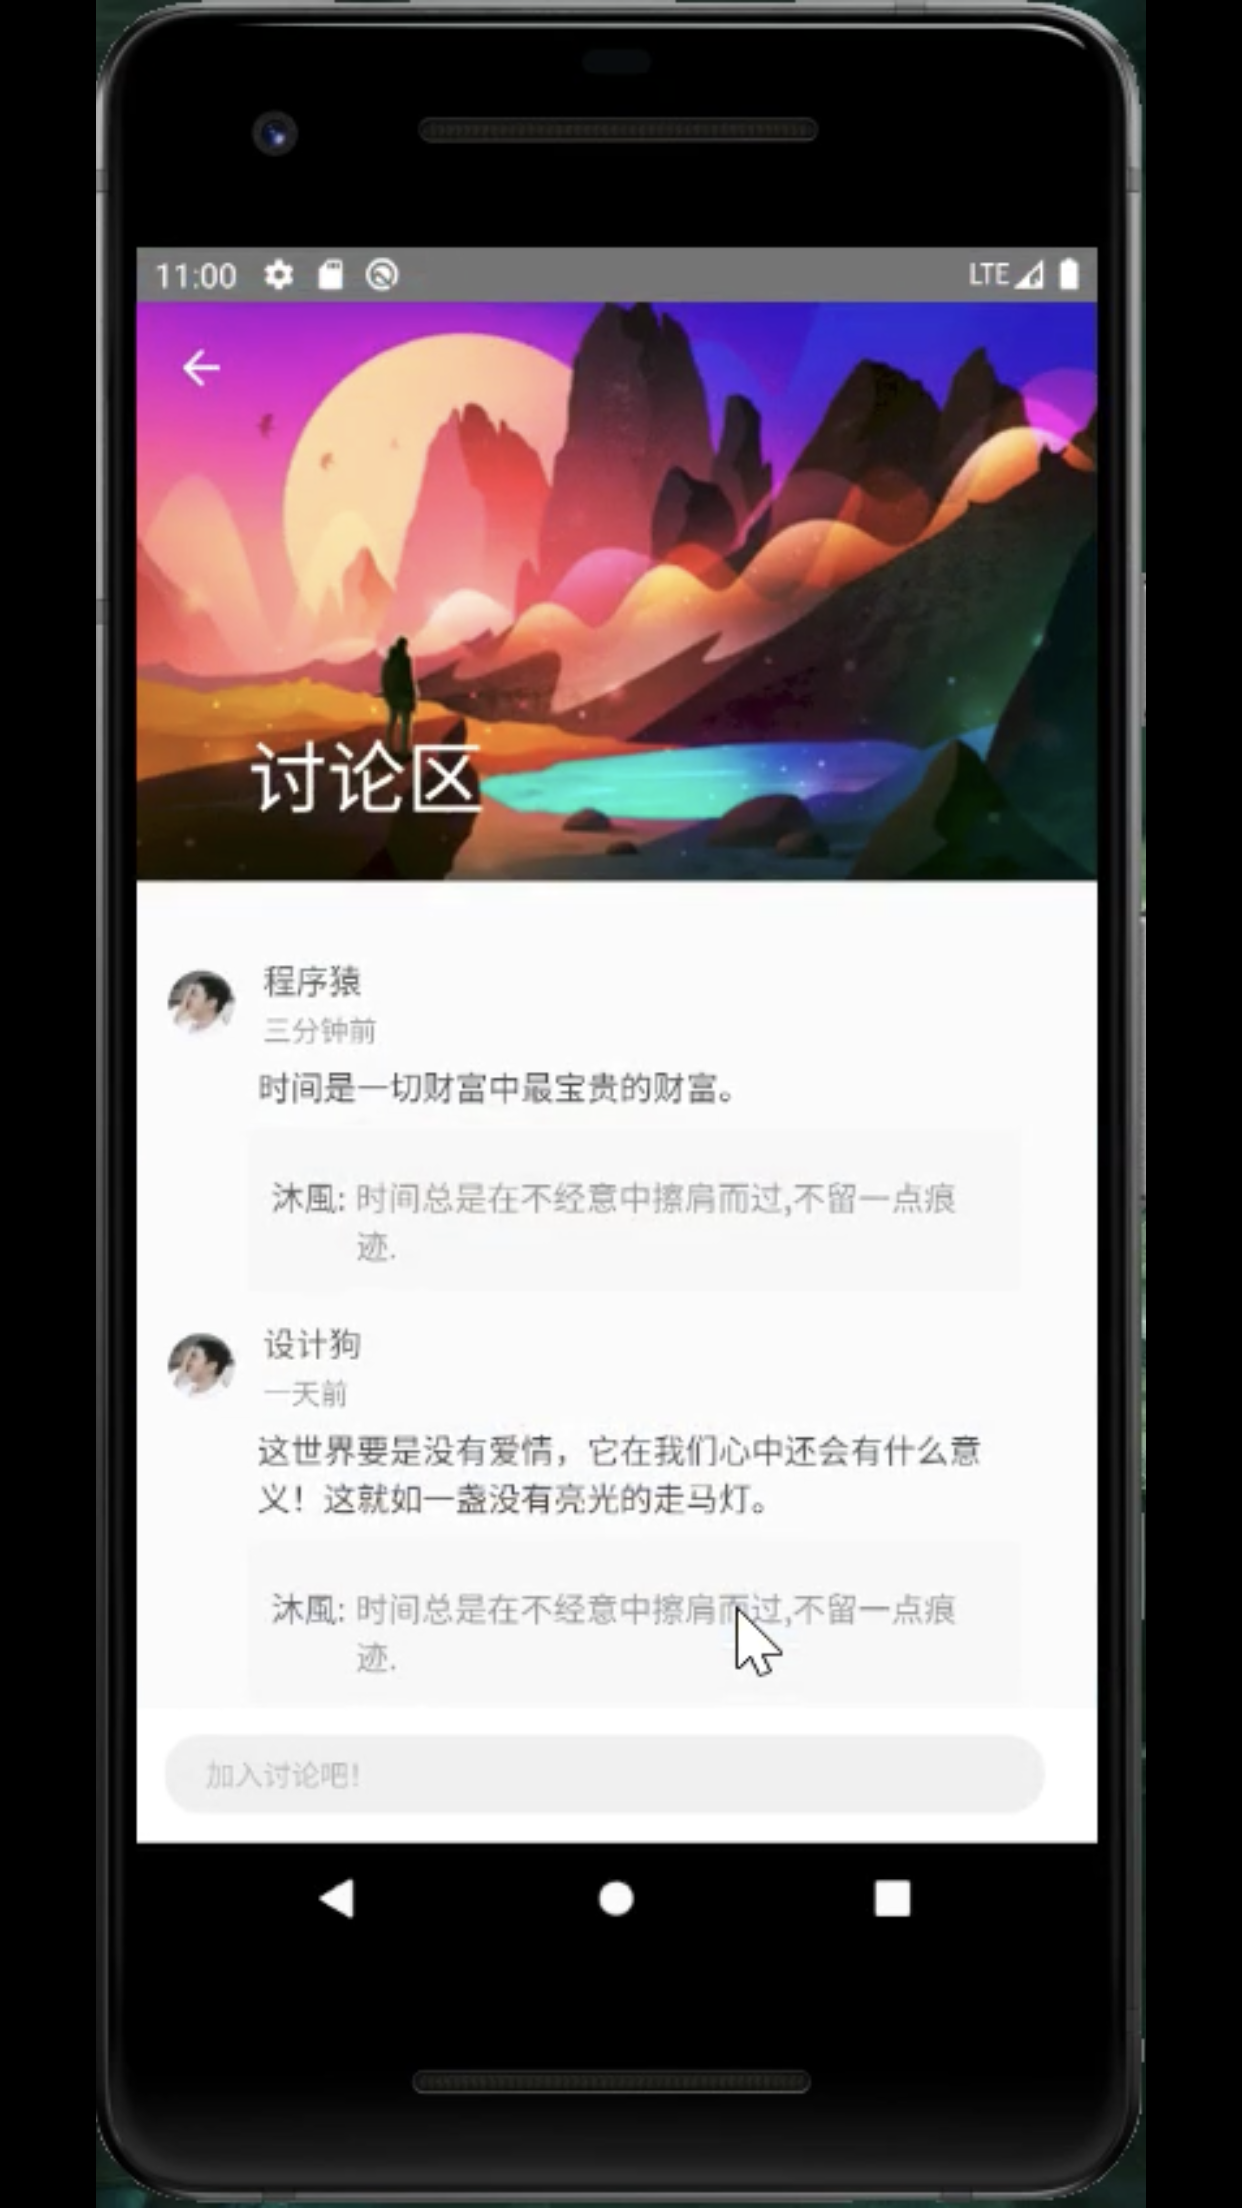 11:00
LTE
讨论区
程序猿
三分钟前
时间是一切财富中最宝贵的财富。
沐風: 时间总是在不经意中擦肩而过,不留一点痕
迹.
设计狗
一天前
这世界要是没有爱情，它在我们心中还会有什么意
义！这就如一盏没有亮光的走马灯。
沐風: 时间总是在不经意中擦肩而过,不留一点痕
迹.
加入讨论吧!